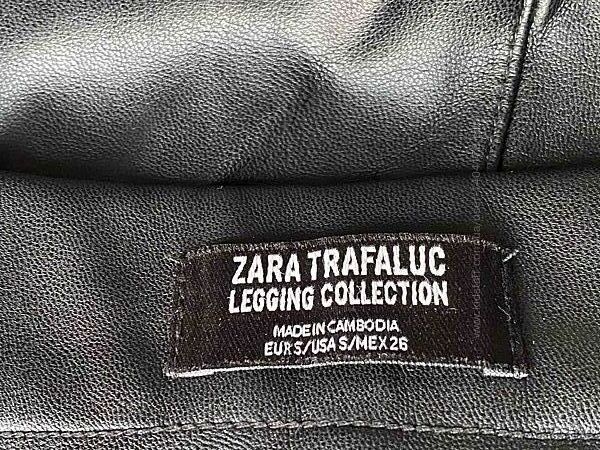 ZARA TRAFALUC
LEGGING COLLECTION
MADE IN CAMBODIA
EUR S/USA S/MEX 26